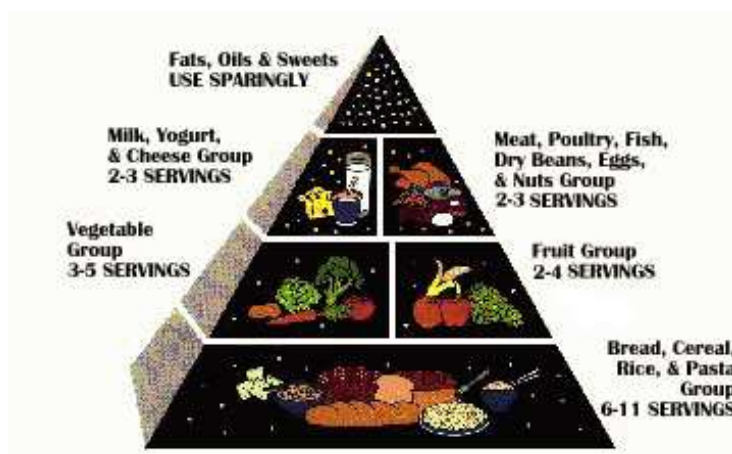 Fats, Oils & Sweets
USE SPARINGLY
Milk, Yogurt,
& Cheese Group
2-3 SERVINGS
Meat, Poultry, Fish,
Dry Beans, Eggs,
& Nuts Group
2-3 SERVINGS
Vegetable
Group
3-5 SERVINGS
Fruit Group
2-4 SERVINGS
Bread, Cereal,
Rice, & Pasta
Group
6-11 SERVINGS